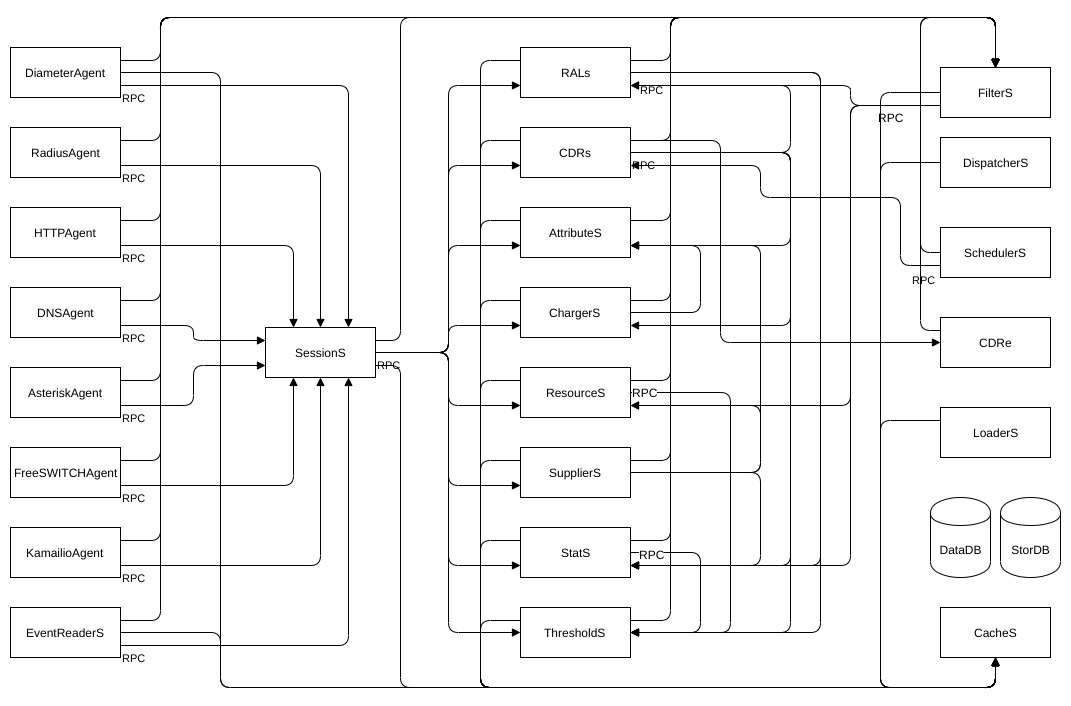 DiameterAgent
RPC
RadiusAgent
RPC
HTTPAgent
RPC
DNSAgent
RPC
AsteriskAgent
RPC
FreeSWITCHAgent
RPC
KamailioAgent
RPC
EventReaderS
RPC
SessionS
RPC
RALs
RPC
CDRs
RPC
AttributeS
ChargerS
ResourceS
RPC
SupplierS
StatS
RPC
ThresholdS
FilterS
RPC
DispatcherS
SchedulerS
RPC
CDRe
LoaderS
DataDB
StorDB
CacheS